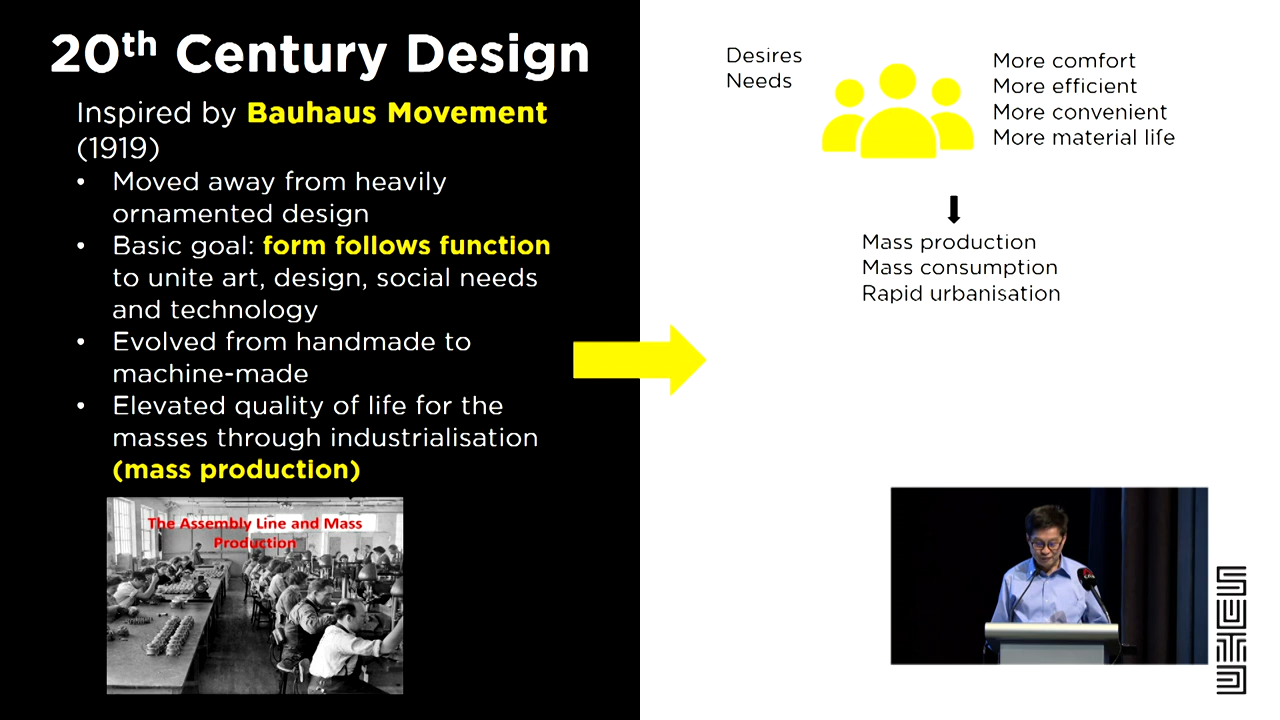 20th Century Design
Inspired by Bauhaus Movement
(1919)
• Moved away from heavily
ornamented design
• Basic goal: form follows function
to unite art, design, social needs
and technology
• Evolved from handmade to
machine-made
• Elevated quality of life for the
masses through industrialisation
(mass production)
The Assembly Line and Mass
Production
Desires
Needs
More comfort
More efficient
More convenient
More material life
Mass production
Mass consumption
Rapid urbanisation
SUTD